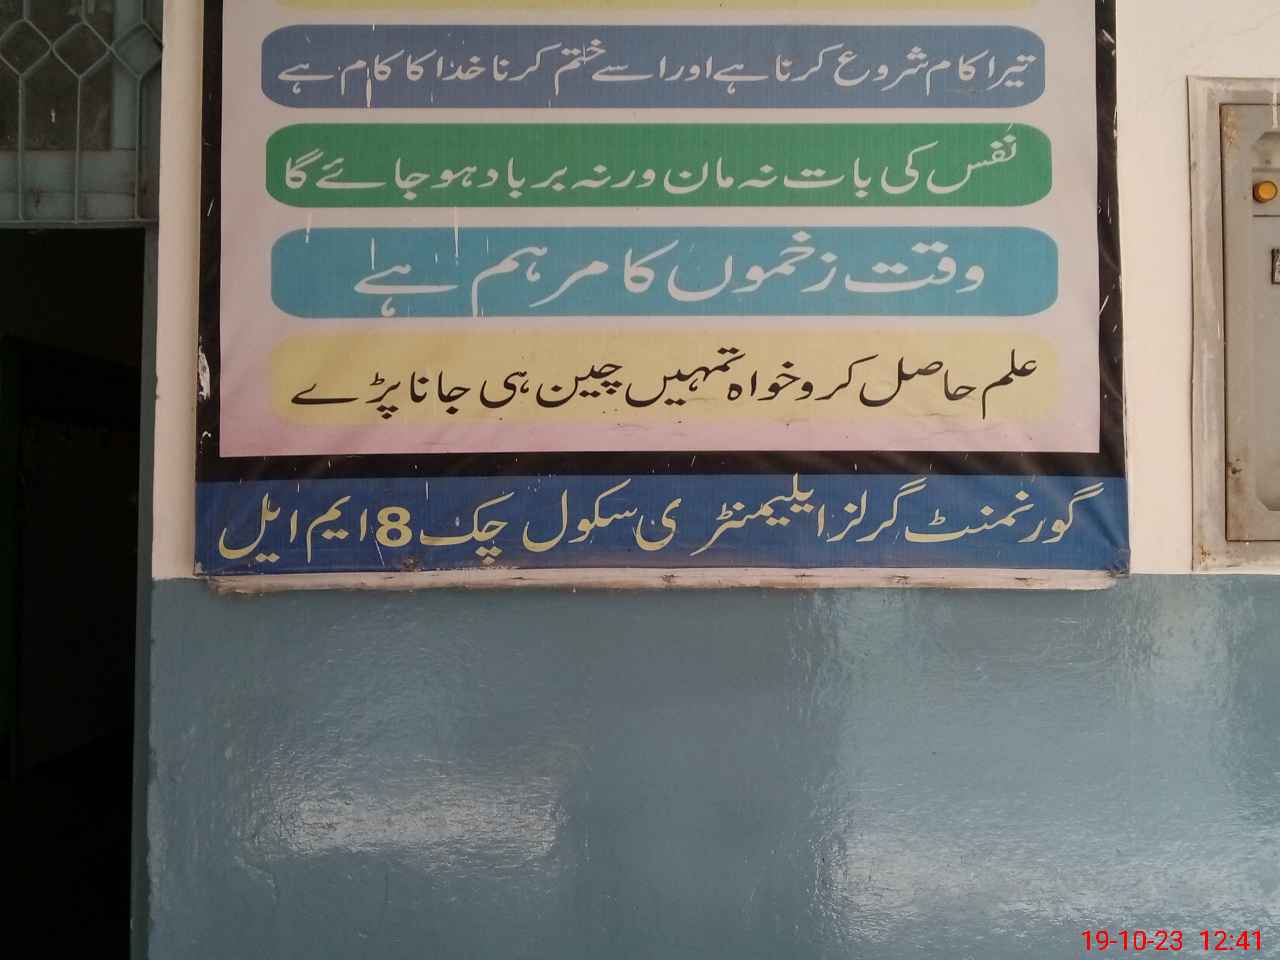 تیرا کام شروع کرنا ہے اور اسے ختم کرنا خدا کا کام ہے
نفس کی بات نہ مان ورنہ برباد ہو جائے گا
وقت زخموں کا مرہم ہے
علم حاصل کرو خواہ تمہیں چین ہی جانا پڑے
گورنمنٹ گرلز ایلیمنٹری سکول چک 8 ایم ایل
19-10-23 12:41